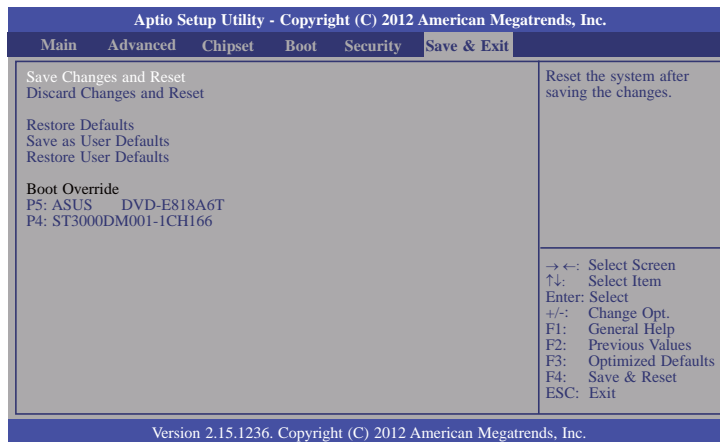 Aptio Setup Utility - Copyright (C) 2012 American Megatrends, Inc.
Main Advanced Chipset Boot Security Save & Exit
Save Changes and Reset
Discard Changes and Reset
Restore Defaults
Save as User Defaults
Restore User Defaults
Boot Override
P5: ASUS DVD-E818A6T
P4: ST3000DM001-1CH166
Reset the system after
saving the changes.
→←: Select Screen
↑↓: Select Item
Enter: Select
+/-: Change Opt.
F1: General Help
F2: Previous Values
F3: Optimized Defaults
F4: Save & Reset
ESC: Exit
Version 2.15.1236. Copyright (C) 2012 American Megatrends, Inc.